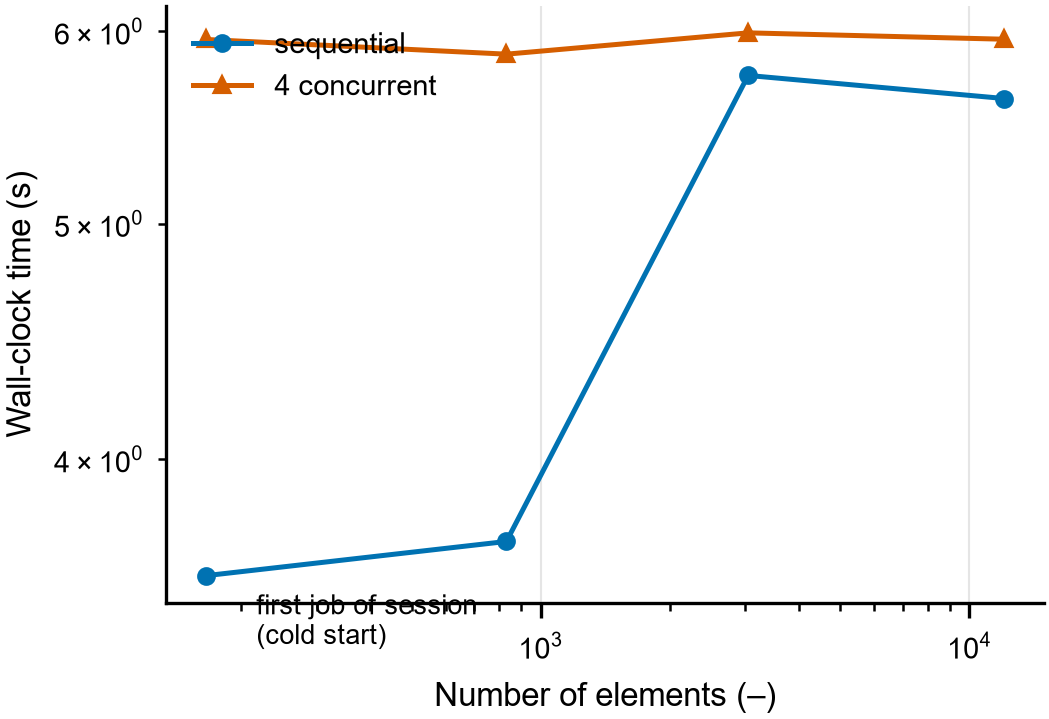 6 × 10⁰
5 × 10⁰
4 × 10⁰
Wall-clock time (s)
sequential
4 concurrent
first job of session
(cold start)
10³
10⁴
Number of elements (–)